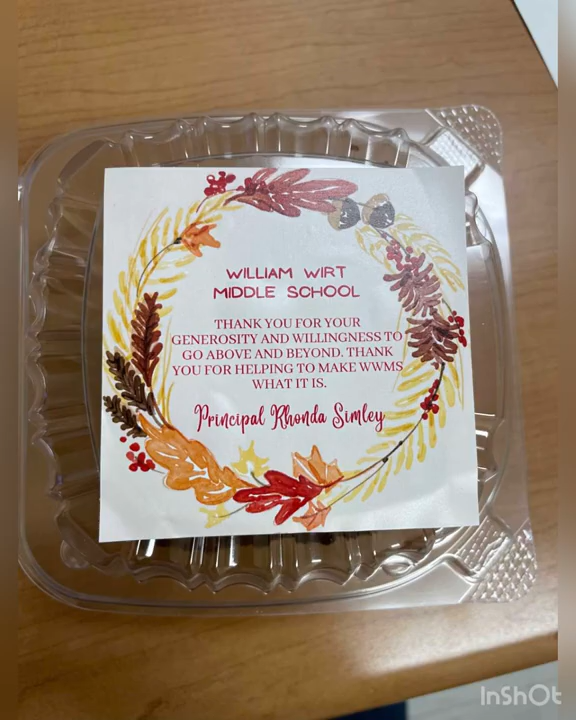 WILLIAM WIRT
MIDDLE SCHOOL
THANK YOU FOR YOUR
GENEROSITY AND WILLINGNESS TO
GO ABOVE AND BEYOND. THANK
YOU FOR HELPING TO MAKE WWMS
WHAT IT IS.
Principal Rhonda Simley
InShOt